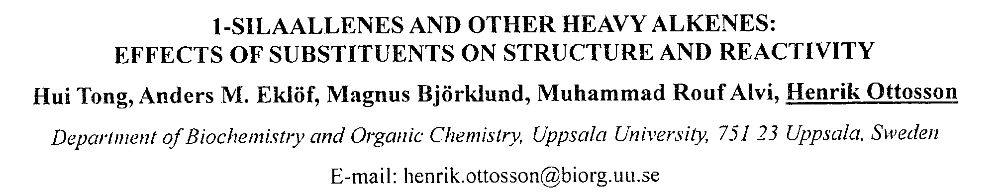 1-SILAALLENES AND OTHER HEAVY ALKENES:
EFFECTS OF SUBSTITUENTS ON STRUCTURE AND REACTIVITY
Hui Tong, Anders M. Eklöf, Magnus Björklund, Muhammad Rouf Alvi, Henrik Ottosson
Department of Biochemistry and Organic Chemistry, Uppsala University, 751 23 Uppsala, Sweden
E-mail: henrik.ottosson@biorg.uu.se